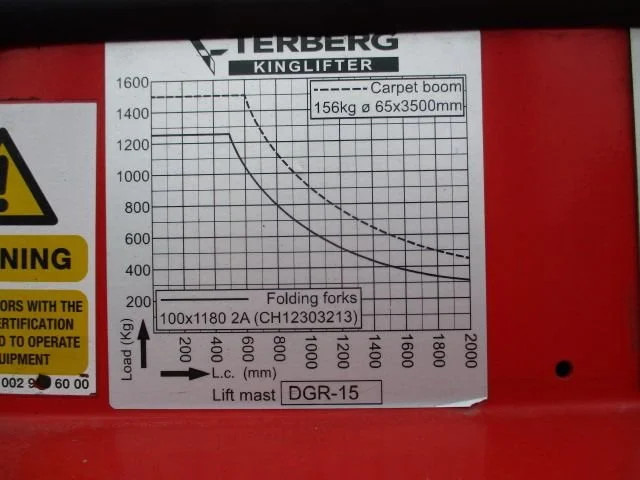 TERBERG
KINGLIFTER
Carpet boom
156kg ø 65x3500mm
1600
1400
1200
1000
800
600
400
200
Folding forks
100x1180 2A (CH12303213)
200
400
600
800
1000
1200
1400
1600
1800
2000
Load (kg)
L.c. (mm)
Lift mast DGR-15
NING
ORS WITH THE
ERTIFICATION
D TO OPERATE
UIPMENT
002 9 6 60 00